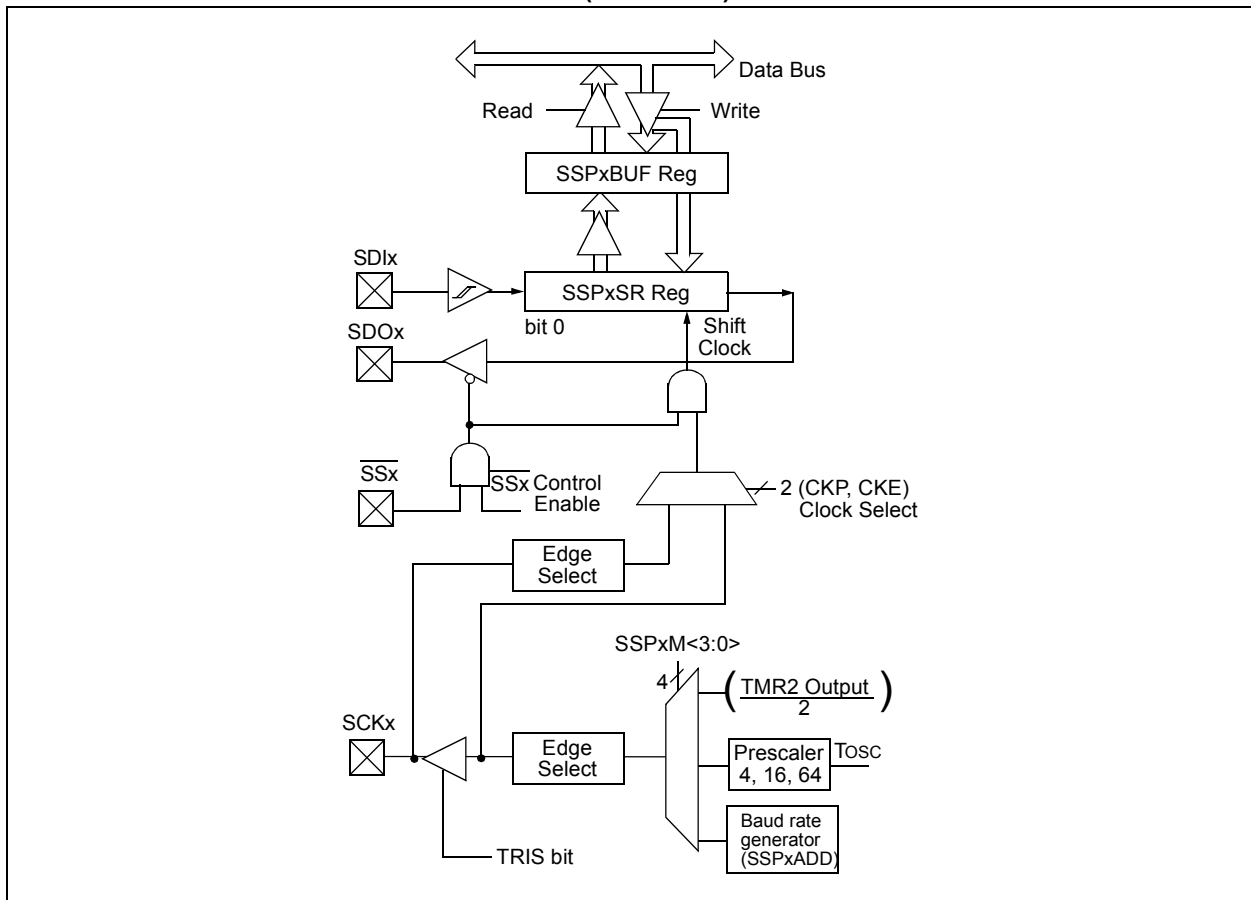 Data Bus
Read
Write
SSPxBUF Reg
SDIx
SSPxSR Reg
bit 0
Shift
Clock
SDOx
SSx
SSx Control
Enable
2 (CKP, CKE)
Clock Select
Edge
Select
SSPxM<3:0>
4
( TMR2 Output
2 )
SCKx
Edge
Select
Prescaler
4, 16, 64
TOSC
Baud rate
generator
(SSPxADD)
TRIS bit